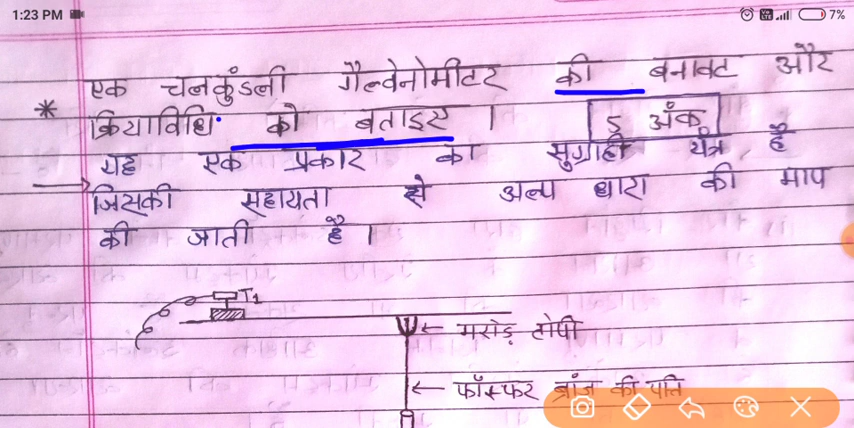 1:23 PM 7%
एक चलकुंडली गैल्वेनोमीटर की बनावट और
* क्रियाविधि को बताइए । 5 अंक
यह एक प्रकार का सुग्राही यंत्र है
जिसकी सहायता से अल्प धारा की माप
की जाती है ।
T1
मरोड़ टोपी
फॉस्फर ब्रांज की पत्ति